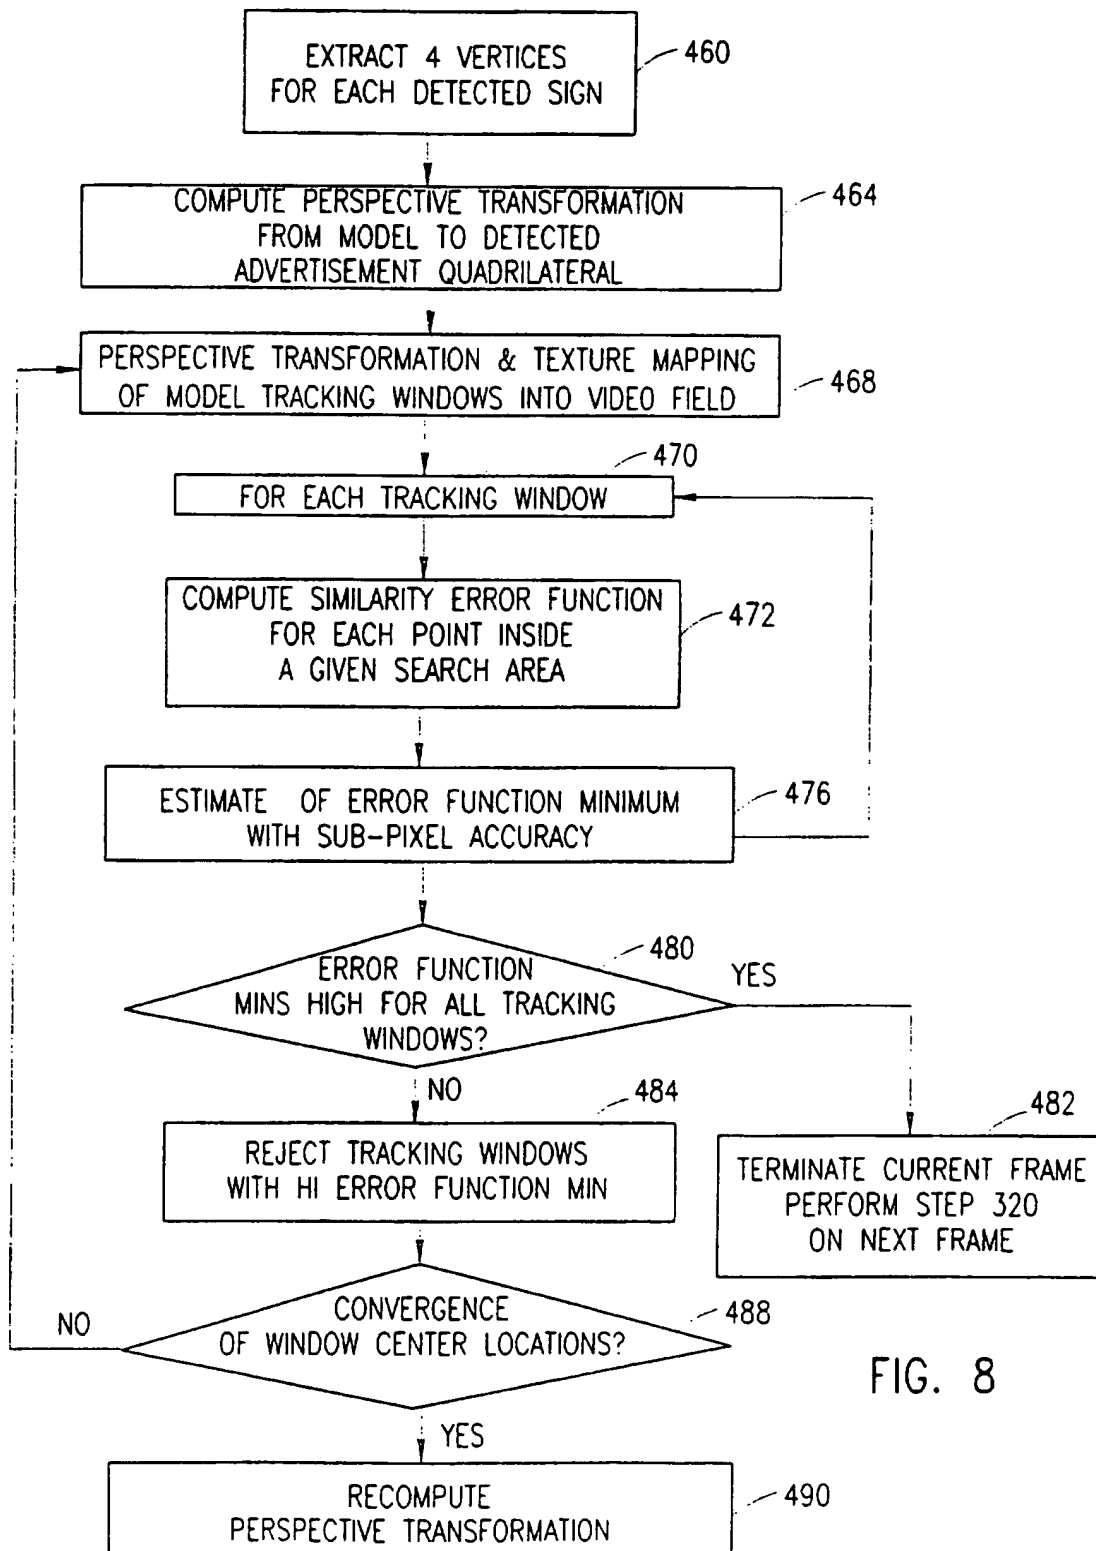 EXTRACT 4 VERTICES
FOR EACH DETECTED SIGN
460
COMPUTE PERSPECTIVE TRANSFORMATION
FROM MODEL TO DETECTED
ADVERTISEMENT QUADRILATERAL
464
PERSPECTIVE TRANSFORMATION & TEXTURE MAPPING
OF MODEL TRACKING WINDOWS INTO VIDEO FIELD
468
470
FOR EACH TRACKING WINDOW
COMPUTE SIMILARITY ERROR FUNCTION
FOR EACH POINT INSIDE
A GIVEN SEARCH AREA
472
ESTIMATE OF ERROR FUNCTION MINIMUM
WITH SUB-PIXEL ACCURACY
476
480
ERROR FUNCTION
MINS HIGH FOR ALL TRACKING
WINDOWS?
YES
NO
484
REJECT TRACKING WINDOWS
WITH HI ERROR FUNCTION MIN
482
TERMINATE CURRENT FRAME
PERFORM STEP 320
ON NEXT FRAME
CONVERGENCE
OF WINDOW CENTER LOCATIONS?
488
NO
YES
FIG. 8
RECOMPUTE
PERSPECTIVE TRANSFORMATION
490